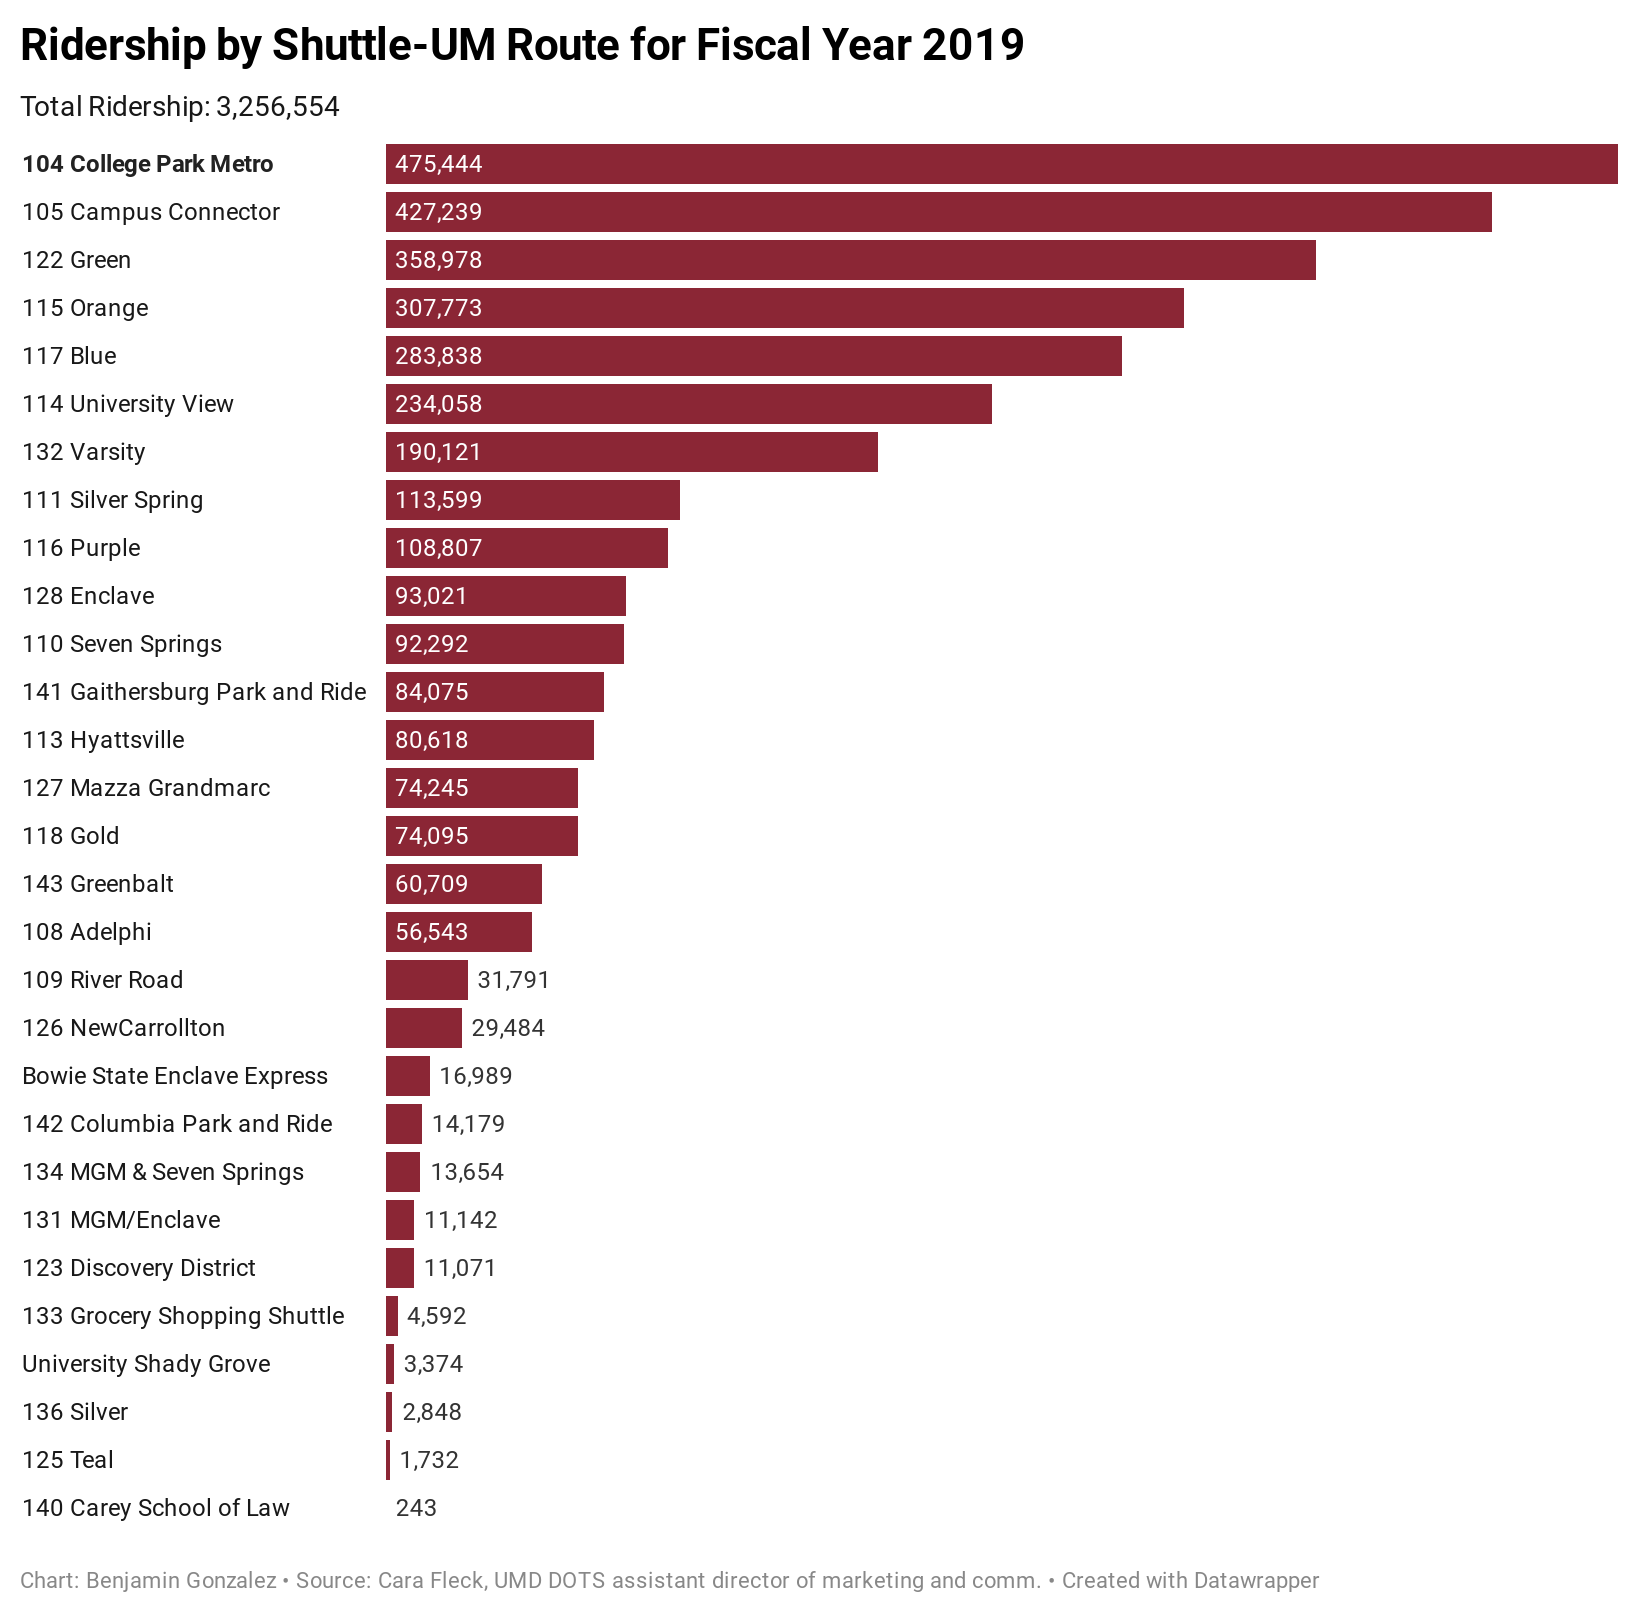 Ridership by Shuttle-UM Route for Fiscal Year 2019
Total Ridership: 3,256,554
104 College Park Metro 475,444
105 Campus Connector 427,239
122 Green 358,978
115 Orange 307,773
117 Blue 283,838
114 University View 234,058
132 Varsity 190,121
111 Silver Spring 113,599
116 Purple 108,807
128 Enclave 93,021
110 Seven Springs 92,292
141 Gaithersburg Park and Ride 84,075
113 Hyattsville 80,618
127 Mazza Grandmarc 74,245
118 Gold 74,095
143 Greenbalt 60,709
108 Adelphi 56,543
109 River Road 31,791
126 NewCarrollton 29,484
Bowie State Enclave Express 16,989
142 Columbia Park and Ride 14,179
134 MGM & Seven Springs 13,654
131 MGM/Enclave 11,142
123 Discovery District 11,071
133 Grocery Shopping Shuttle 4,592
University Shady Grove 3,374
136 Silver 2,848
125 Teal 1,732
140 Carey School of Law 243
Chart: Benjamin Gonzalez • Source: Cara Fleck, UMD DOTS assistant director of marketing and comm. • Created with Datawrapper